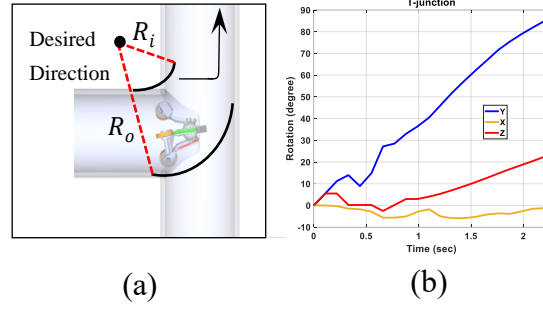 Desired
Direction
R_i
R_o
(a)
T-junction
Rotation (degree)
90
80
70
60
50
40
30
20
10
0
-10
Y
X
Z
0
0.5
1
1.5
2
Time (sec)
(b)